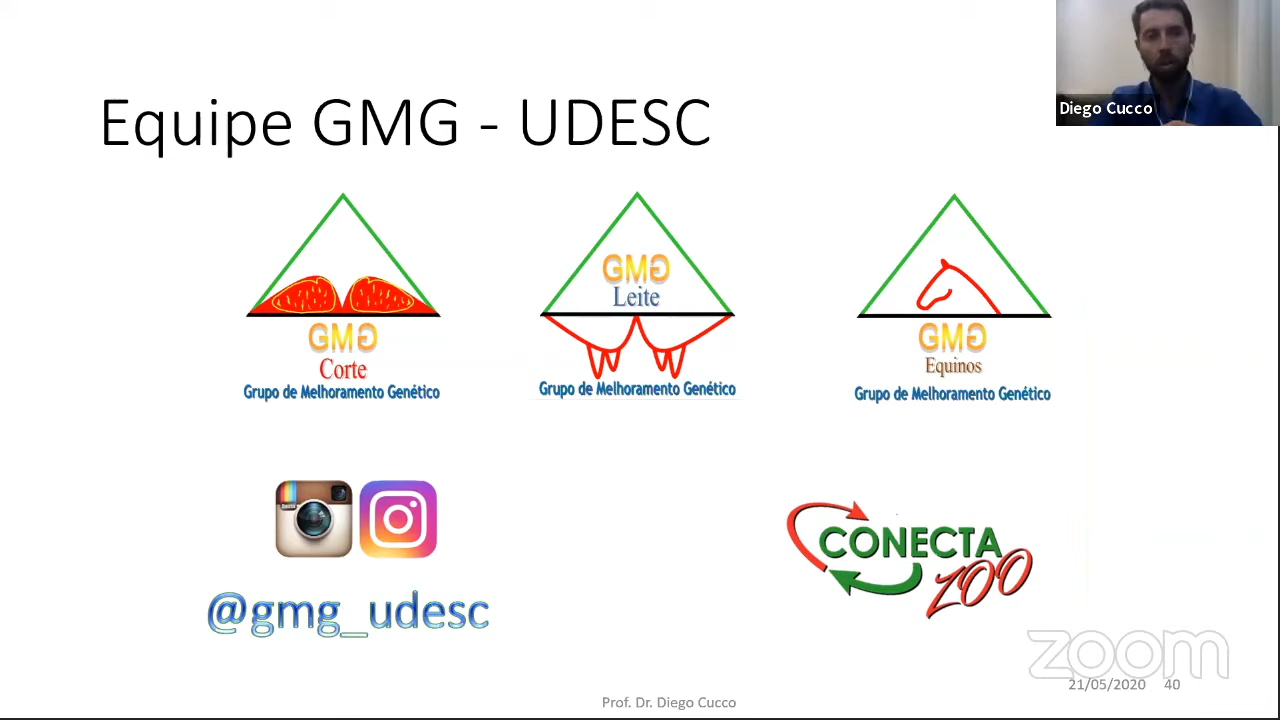 Equipe GMG - UDESC
Diego Cucco
GMG
Corte
Grupo de Melhoramento Genético
GMG
Leite
Grupo de Melhoramento Genético
GMG
Equinos
Grupo de Melhoramento Genético
@gmg_udesc
CONECTA
ZOO
zoom
21/05/2020 40
Prof. Dr. Diego Cucco